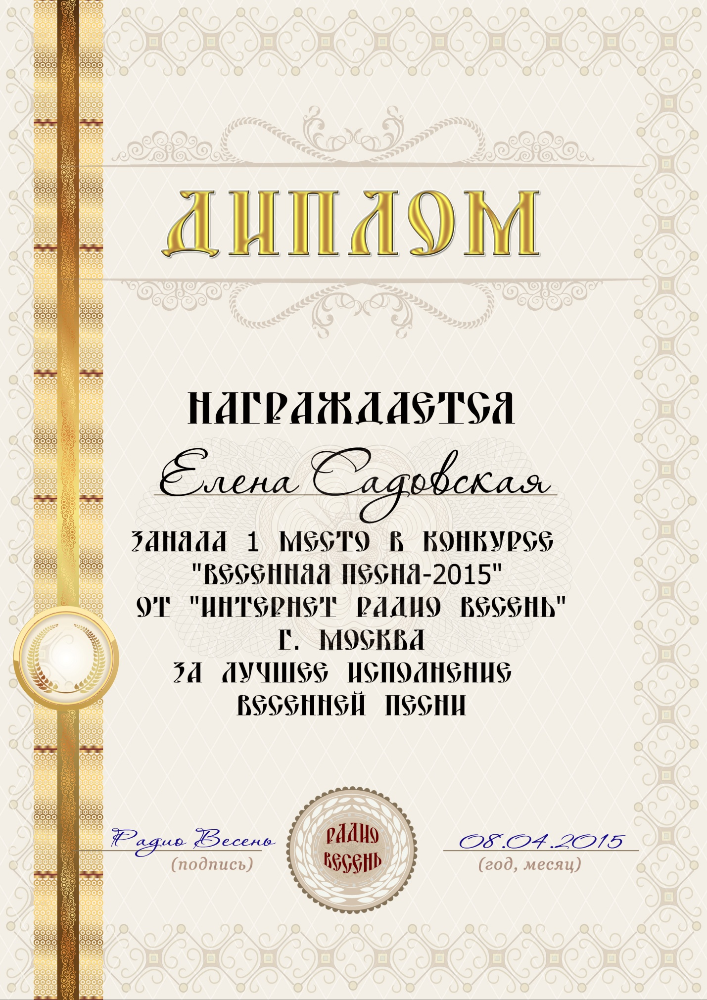 ДИПЛОМ
НАГРАЖДАЕТСЯ
Елена Садовская
ЗАНЯЛА 1 МЕСТО В КОНКУРСЕ
"ВЕСЕННЯЯ ПЕСНЯ-2015"
ОТ "ИНТЕРНЕТ РАДИО ВЕСЕНЬ"
Г. МОСКВА
ЗА ЛУЧШЕЕ ИСПОЛНЕНИЕ
ВЕСЕННЕЙ ПЕСНИ
Радио Весень
(подпись)
РАДИО
ВЕСЕНЬ
08.04.2015
(год, месяц)